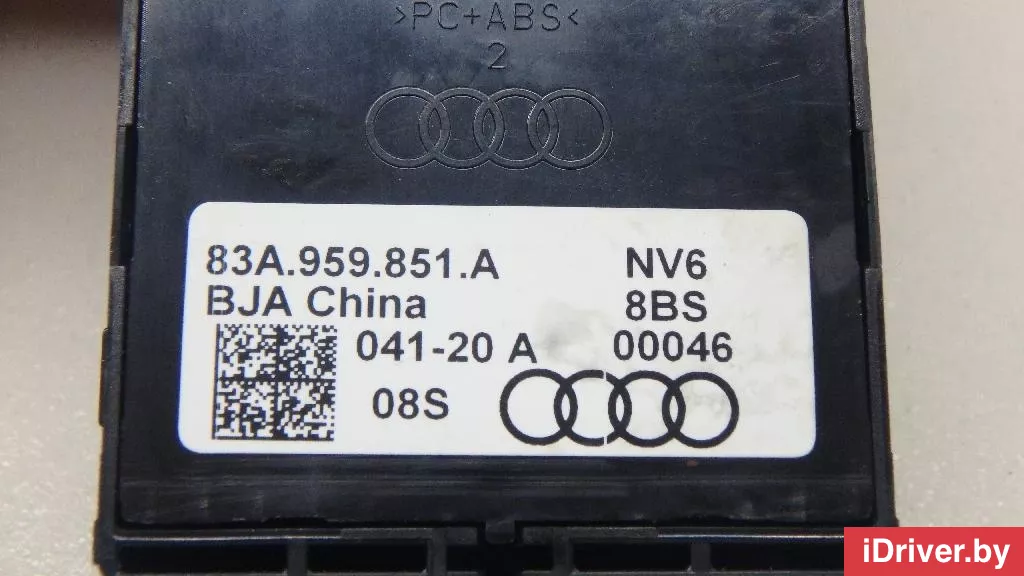 >PC+ABS<
2
83A.959.851.A NV6
BJA China 8BS
041-20 A 00046
08S
iDriver.by